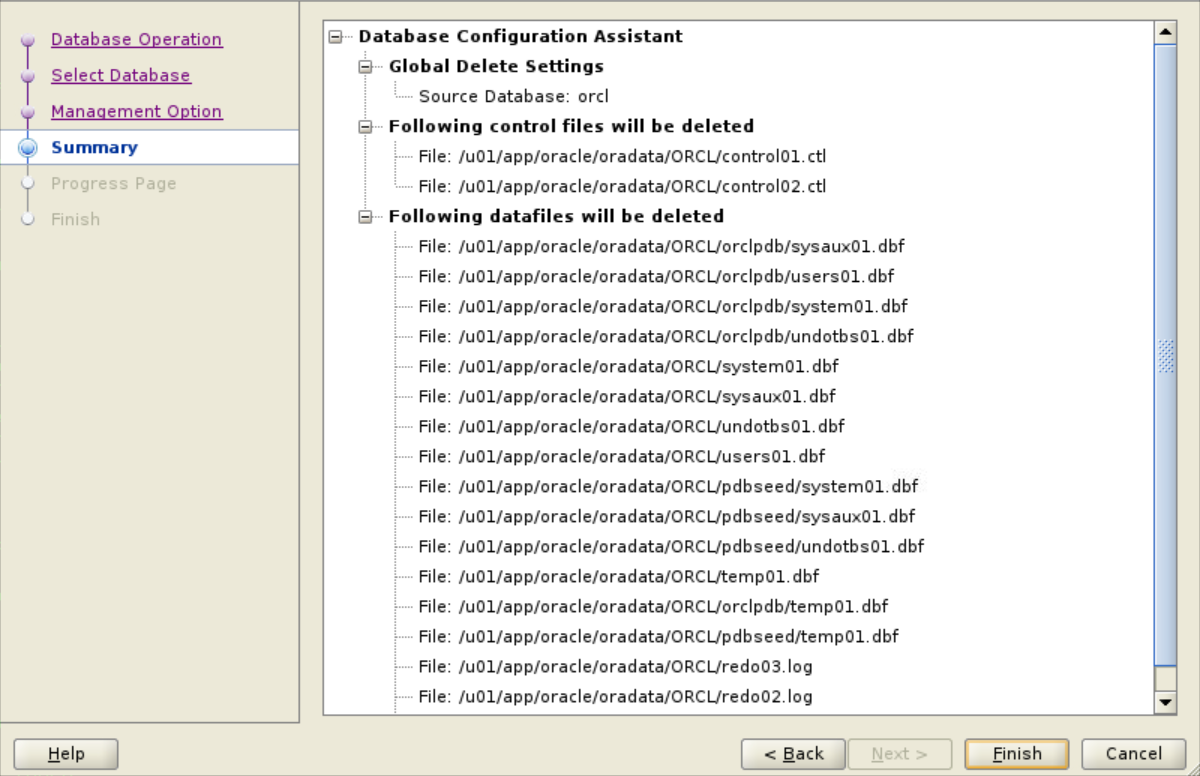 Database Operation
Select Database
Management Option
Summary
Progress Page
Finish
Database Configuration Assistant
Global Delete Settings
Source Database: orcl
Following control files will be deleted
File: /u01/app/oracle/oradata/ORCL/control01.ctl
File: /u01/app/oracle/oradata/ORCL/control02.ctl
Following datafiles will be deleted
File: /u01/app/oracle/oradata/ORCL/orclpdb/sysaux01.dbf
File: /u01/app/oracle/oradata/ORCL/orclpdb/users01.dbf
File: /u01/app/oracle/oradata/ORCL/orclpdb/system01.dbf
File: /u01/app/oracle/oradata/ORCL/orclpdb/undotbs01.dbf
File: /u01/app/oracle/oradata/ORCL/system01.dbf
File: /u01/app/oracle/oradata/ORCL/sysaux01.dbf
File: /u01/app/oracle/oradata/ORCL/undotbs01.dbf
File: /u01/app/oracle/oradata/ORCL/users01.dbf
File: /u01/app/oracle/oradata/ORCL/pdbseed/system01.dbf
File: /u01/app/oracle/oradata/ORCL/pdbseed/sysaux01.dbf
File: /u01/app/oracle/oradata/ORCL/pdbseed/undotbs01.dbf
File: /u01/app/oracle/oradata/ORCL/temp01.dbf
File: /u01/app/oracle/oradata/ORCL/orclpdb/temp01.dbf
File: /u01/app/oracle/oradata/ORCL/pdbseed/temp01.dbf
File: /u01/app/oracle/oradata/ORCL/redo03.log
File: /u01/app/oracle/oradata/ORCL/redo02.log
Help
< Back
Next >
Finish
Cancel